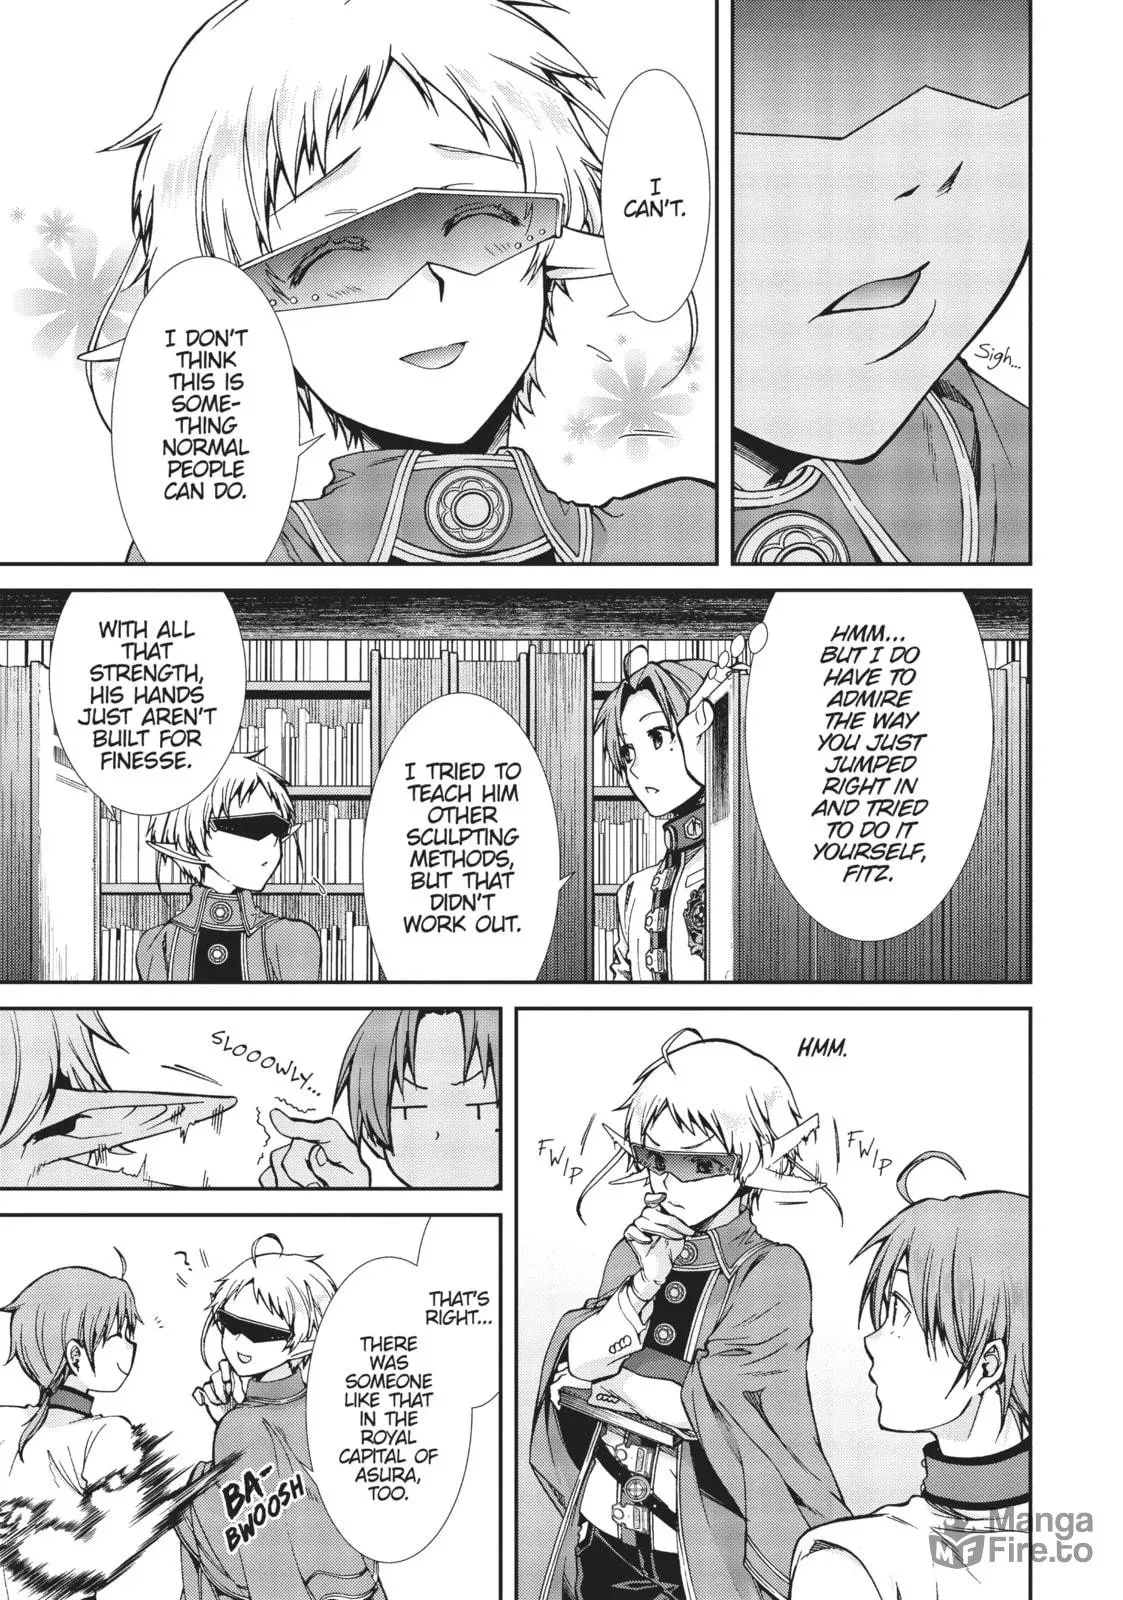 Sigh...
I
CAN'T.
I DON'T
THINK
THIS IS
SOME-
THING
NORMAL
PEOPLE
CAN DO.
HMM...
BUT I DO
HAVE TO
ADMIRE
THE WAY
YOU JUST
JUMPED
RIGHT IN
AND TRIED
TO DO IT
YOURSELF,
FITZ.
I TRIED TO
TEACH HIM
OTHER
SCULPTING
METHODS,
BUT THAT
DIDN'T
WORK OUT.
WITH ALL
THAT
STRENGTH,
HIS HANDS
JUST AREN'T
BUILT FOR
FINESSE.
HMM.
FWIP
FWIP
SLOOOWLY...
THAT'S
RIGHT...
THERE
WAS
SOMEONE
LIKE THAT
IN THE
ROYAL
CAPITAL OF
ASURA,
TOO.
?
BA-
BWOOSH
Manga
Fire.to
MF